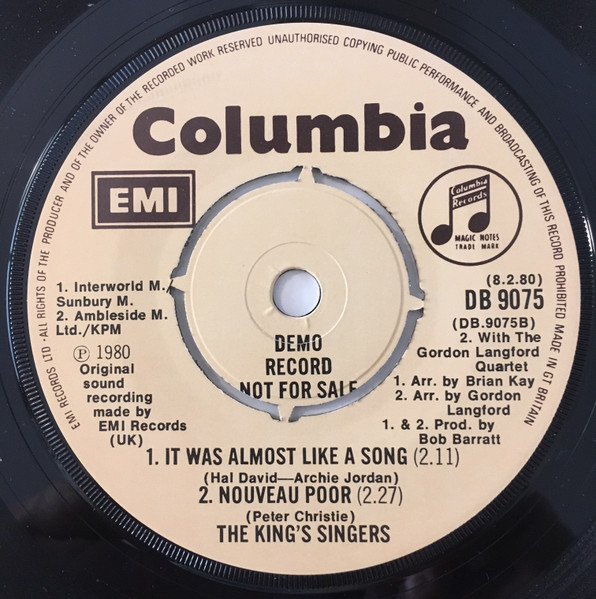 EMI RECORDS LTD · ALL RIGHTS OF THE PRODUCER AND OF THE OWNER OF THE RECORDED WORK RESERVED UNAUTHORISED COPYING PUBLIC PERFORMANCE AND BROADCASTING OF THIS RECORD PROHIBITED MADE IN GT BRITAIN
Columbia
EMI
Columbia
Records
MAGIC NOTES
TRADE MARK
1. Interworld M./
Sunbury M.
2. Ambleside M.
Ltd./KPM
Ⓟ 1980
Original
sound
recording
made by
EMI Records
(UK)
DEMO
RECORD
NOT FOR SALE
(8.2.80)
DB 9075
(DB.9075B)
2. With The
Gordon Langford
Quartet
1. Arr. by Brian Kay
2. Arr. by Gordon
Langford
1. & 2. Prod. by
Bob Barratt
1. IT WAS ALMOST LIKE A SONG (2.11)
(Hal David—Archie Jordan)
2. NOUVEAU POOR (2.27)
(Peter Christie)
THE KING'S SINGERS